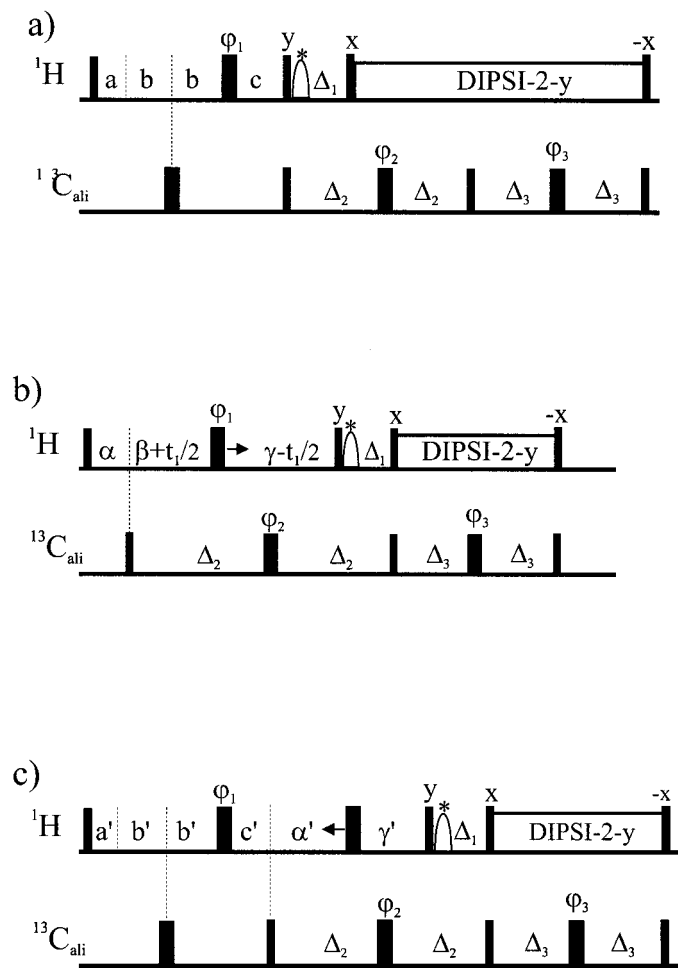 a)
φ₁ y * x -x
¹H a b b c Δ₁ DIPSI-2-y
φ₂ φ₃
¹³C_ali Δ₂ Δ₂ Δ₃ Δ₃
b)
φ₁ y * x -x
¹H α β+t₁/2 γ-t₁/2 Δ₁ DIPSI-2-y
φ₂ φ₃
¹³C_ali Δ₂ Δ₂ Δ₃ Δ₃
c)
φ₁ y * x -x
¹H a' b' b' c' α' γ' Δ₁ DIPSI-2-y
φ₂ φ₃
¹³C_ali Δ₂ Δ₂ Δ₃ Δ₃